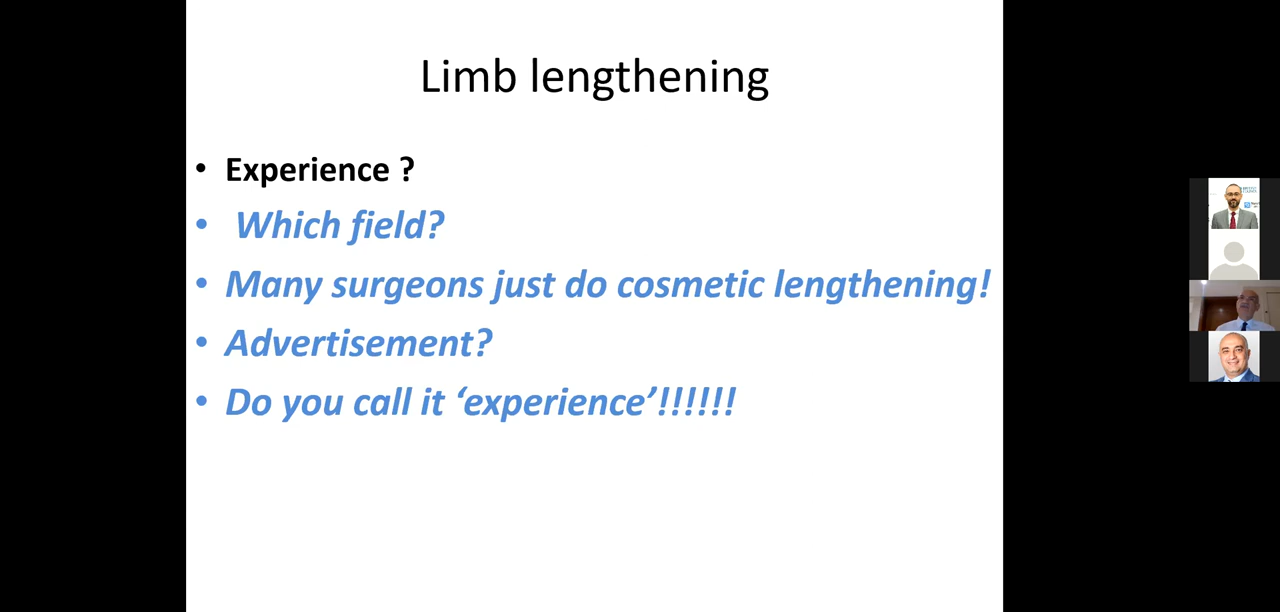 Limb lengthening
• Experience ?
• Which field?
• Many surgeons just do cosmetic lengthening!
• Advertisement?
• Do you call it ‘experience’!!!!!!